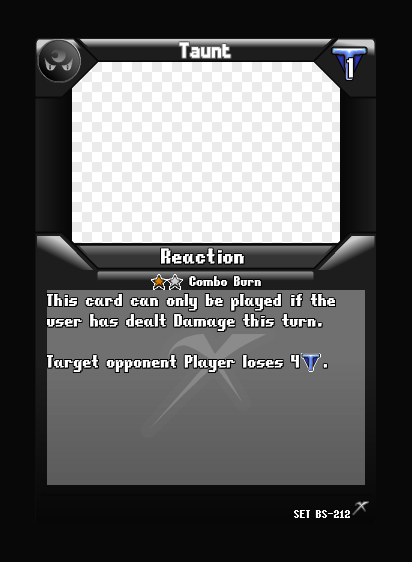 Taunt
1
Reaction
Combo Burn
This card can only be played if the
user has dealt Damage this turn.
Target opponent Player loses 4T.
SET BS-212